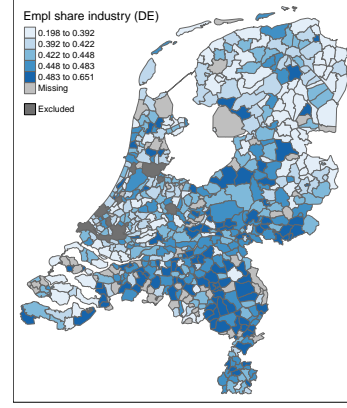 Empl share industry (DE)
0.198 to 0.392
0.392 to 0.422
0.422 to 0.448
0.448 to 0.483
0.483 to 0.651
Missing
Excluded